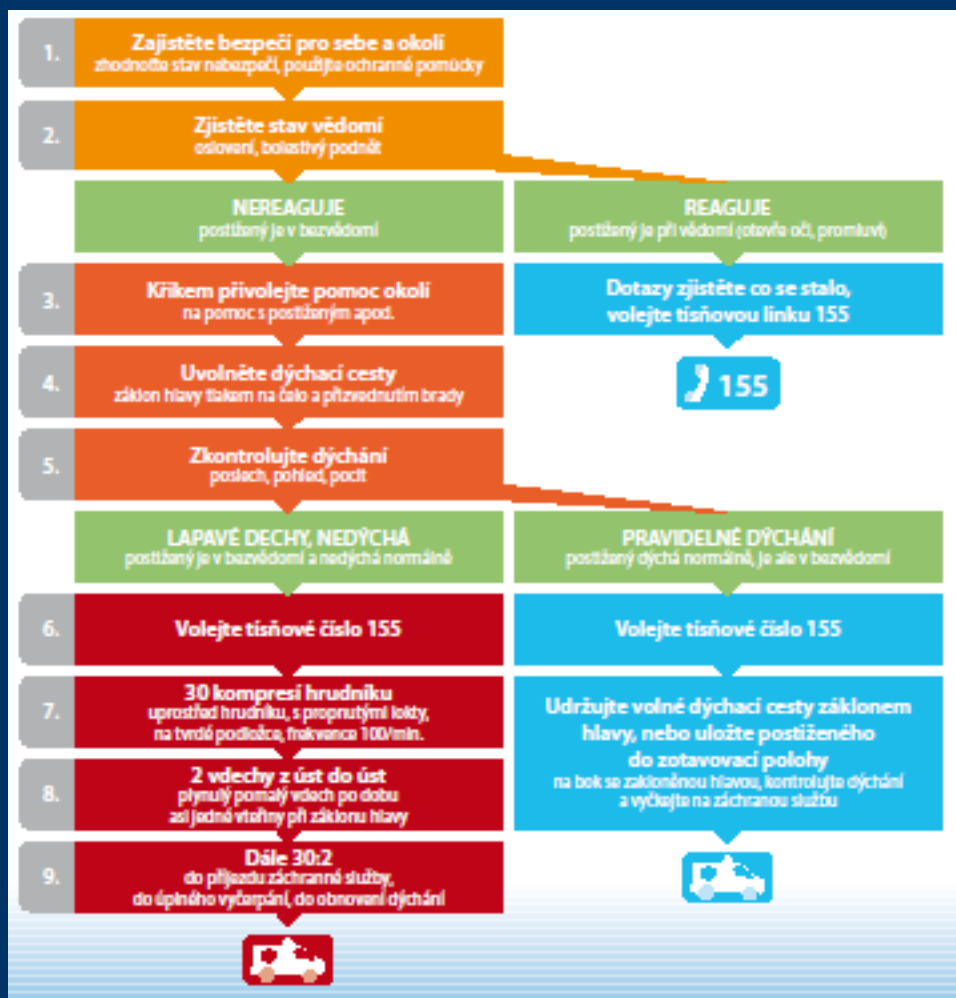 1.
Zajistěte bezpečí pro sebe a okolí
zhodnoťte stav nebezpečí, použijte ochranné pomůcky
2.
Zjistěte stav vědomí
oslovení, bolestivý podnět
NEREAGUJE
postižený je v bezvědomí
REAGUJE
postižený je při vědomí (otevře oči, promluví)
3.
Křikem přivolejte pomoc okolí
na pomoc s postiženým apod.
Dotazy zjistěte co se stalo,
volejte tísňovou linku 155
155
4.
Uvolněte dýchací cesty
záklon hlavy tlakem na čelo a přizvednutím brady
5.
Zkontrolujte dýchání
poslech, pohled, pocit
LAPAVÉ DECHY, NEDÝCHÁ
postižený je v bezvědomí a nedýchá normálně
PRAVIDELNÉ DÝCHÁNÍ
postižený dýchá normálně, je ale v bezvědomí
6.
Volejte tísňové číslo 155
Volejte tísňové číslo 155
7.
30 kompresí hrudníku
uprostřed hrudníku, s propnutými lokty,
na tvrdé podložce, frekvence 100/min.
Udržujte volné dýchací cesty záklonem
hlavy, nebo uložte postiženého
do zotavovací polohy
na bok se zakloněnou hlavou, kontrolujte dýchání
a vyčkejte na záchranou službu
8.
2 vdechy z úst do úst
plynulý pomalý vdech po dobu
asi jedné vteřiny při záklonu hlavy
9.
Dále 30:2
do příjezdu záchranné služby,
do úplného vyčerpání, do obnovení dýchání